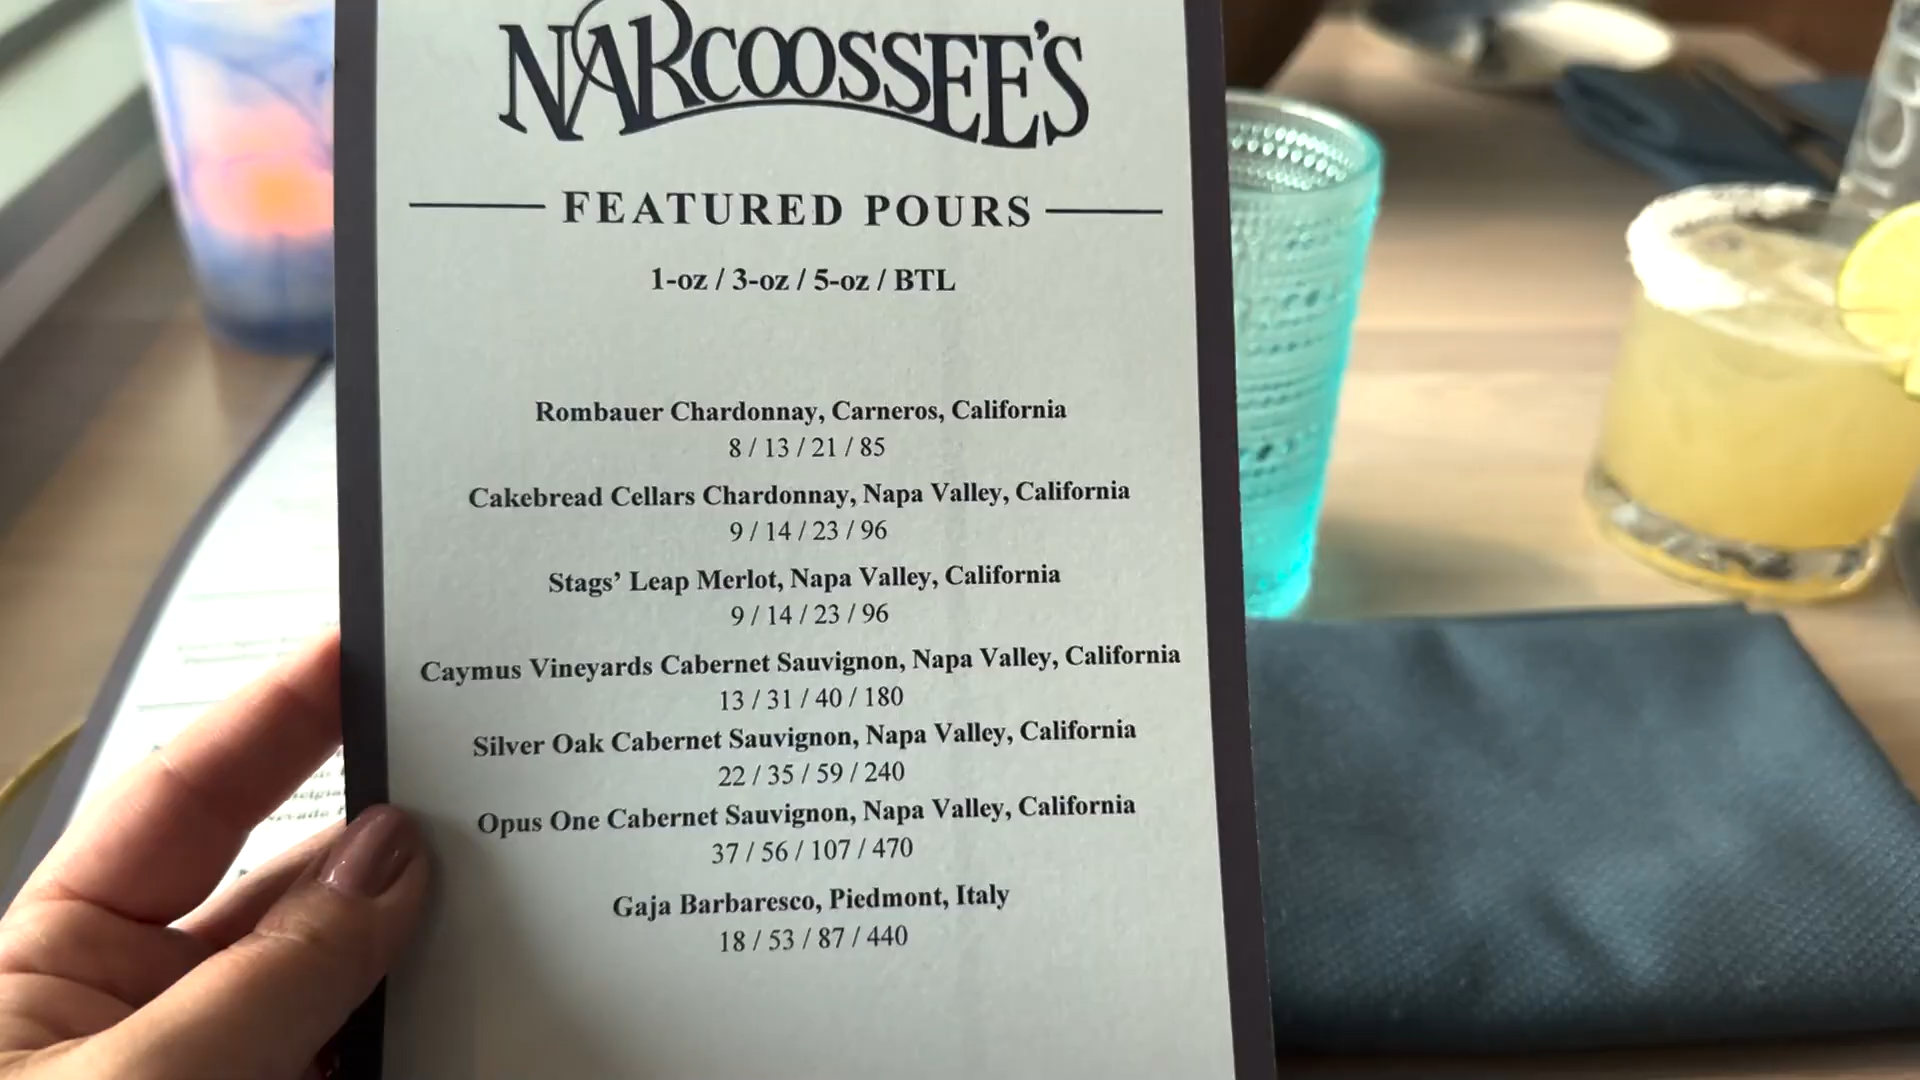 NARCOOSSEE'S
FEATURED POURS
1-oz / 3-oz / 5-oz / BTL
Rombauer Chardonnay, Carneros, California
8 / 13 / 21 / 85
Cakebread Cellars Chardonnay, Napa Valley, California
9 / 14 / 23 / 96
Stags’ Leap Merlot, Napa Valley, California
9 / 14 / 23 / 96
Caymus Vineyards Cabernet Sauvignon, Napa Valley, California
13 / 31 / 40 / 180
Silver Oak Cabernet Sauvignon, Napa Valley, California
22 / 35 / 59 / 240
Opus One Cabernet Sauvignon, Napa Valley, California
37 / 56 / 107 / 470
Gaja Barbaresco, Piedmont, Italy
18 / 53 / 87 / 440